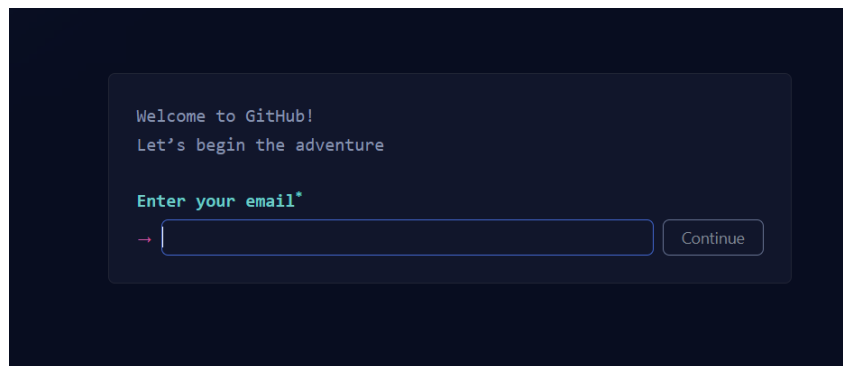 Welcome to GitHub!
Let’s begin the adventure
Enter your email*
→ Continue